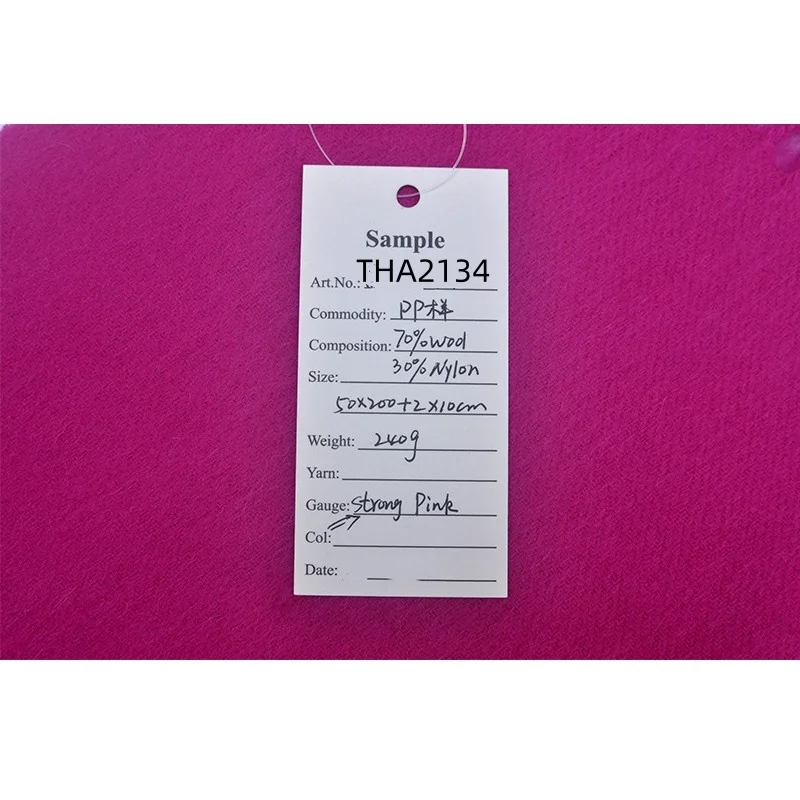 Sample
Art.No.: THA2134
Commodity: PP样
Composition: 70%Wool
30%Nylon
Size:
50x200+2x10cm
Weight: 240g
Yarn:
Gauge: Strong Pink
Col:
Date: